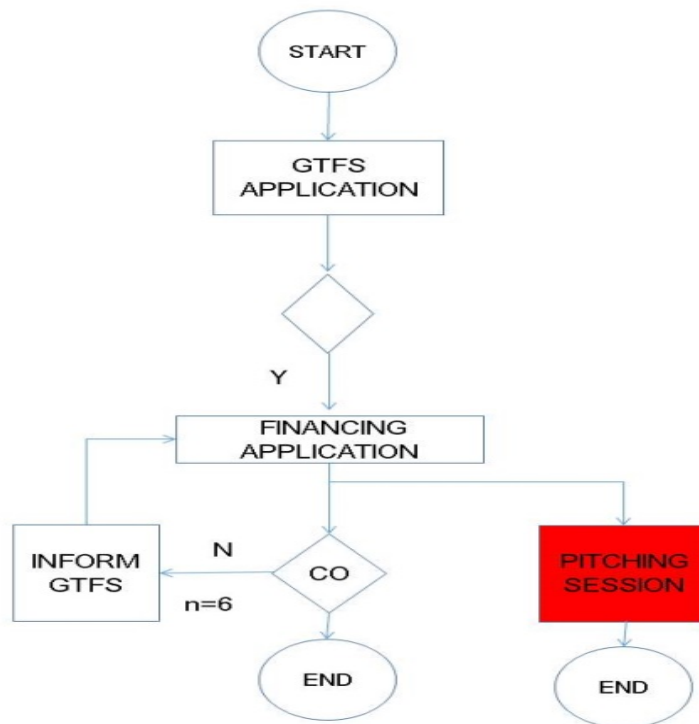 START
GTFS
APPLICATION
Y
FINANCING
APPLICATION
INFORM
GTFS
N
n=6
CO
PITCHING
SESSION
END
END